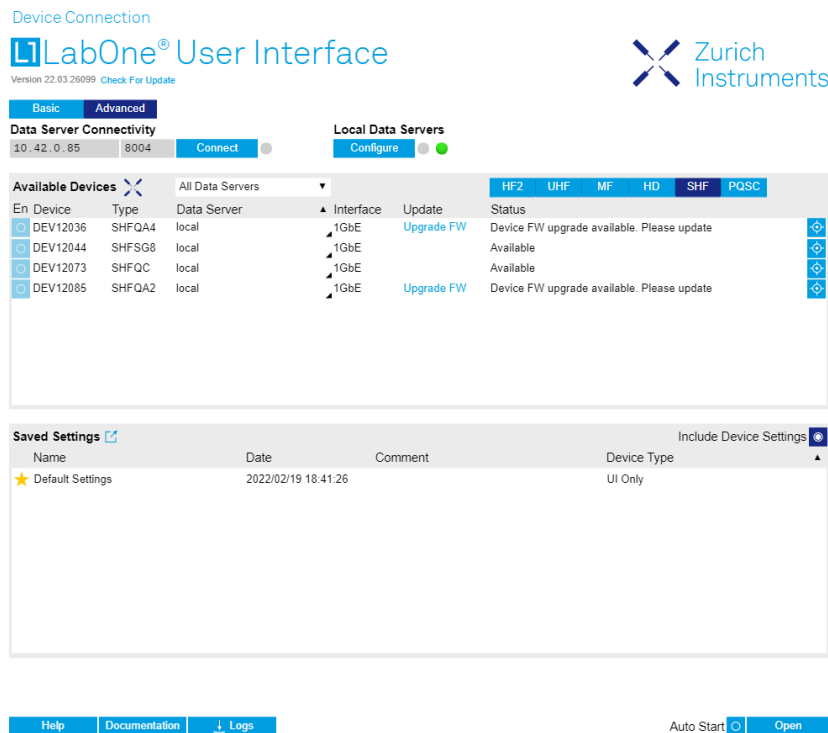 Device Connection
L1 LabOne® User Interface
Zurich Instruments
Version 22.03.26099 Check For Update
Basic Advanced
Data Server Connectivity Local Data Servers
10.42.0.85 8004 Connect Configure
Available Devices All Data Servers ▼ HF2 UHF MF HD SHF PQSC
En Device Type Data Server ▲ Interface Update Status
DEV12036 SHFQA4 local 1GbE Upgrade FW Device FW upgrade available. Please update
DEV12044 SHFSG8 local 1GbE Available
DEV12073 SHFQC local 1GbE Available
DEV12085 SHFQA2 local 1GbE Upgrade FW Device FW upgrade available. Please update
Saved Settings Include Device Settings
Name Date Comment Device Type ▲
Default Settings 2022/02/19 18:41:26 UI Only
Help Documentation Logs Auto Start Open